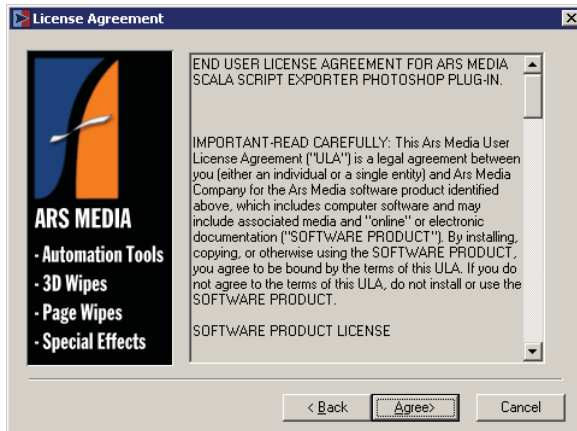 License Agreement
ARS MEDIA
- Automation Tools
- 3D Wipes
- Page Wipes
- Special Effects
END USER LICENSE AGREEMENT FOR ARS MEDIA
SCALA SCRIPT EXPORTER PHOTOSHOP PLUG-IN.
IMPORTANT-READ CAREFULLY: This Ars Media User
License Agreement ("ULA") is a legal agreement between
you (either an individual or a single entity) and Ars Media
Company for the Ars Media software product identified
above, which includes computer software and may
include associated media and "online" or electronic
documentation ("SOFTWARE PRODUCT"). By installing,
copying, or otherwise using the SOFTWARE PRODUCT,
you agree to be bound by the terms of this ULA. If you do
not agree to the terms of this ULA, do not install or use the
SOFTWARE PRODUCT.
SOFTWARE PRODUCT LICENSE
< Back
Agree>
Cancel